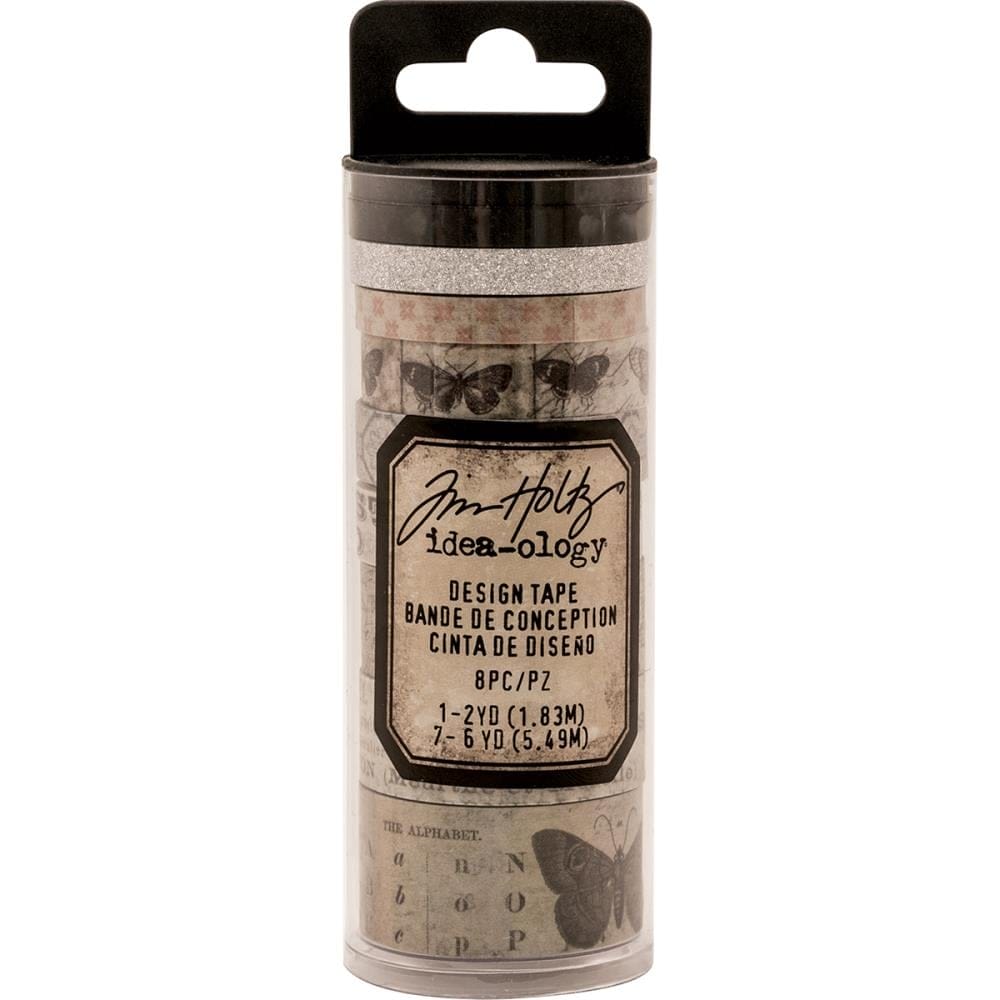 Tim Holtz
idea-ology
DESIGN TAPE
BANDE DE CONCEPTION
CINTA DE DISEÑO
8PC/PZ
1-2YD (1.83M)
7- 6 YD (5.49M)
THE ALPHABET.
a n N
b o O
c p P